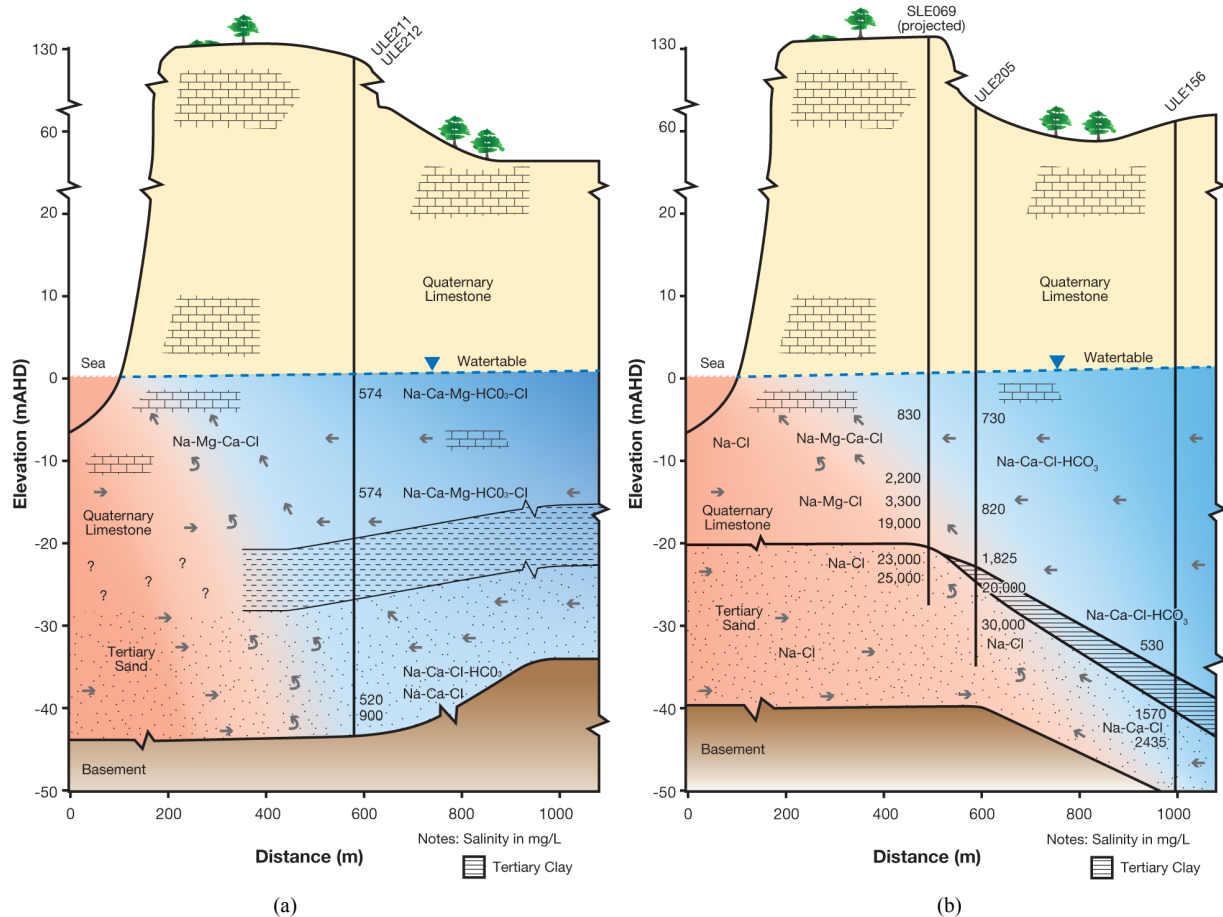 ULE211
ULE212
130
60
20
10
0
-10
-20
-30
-40
-50
Elevation (mAHD)
Quaternary
Limestone
Sea
Watertable
574
Na-Ca-Mg-HC0₃-Cl
Na-Mg-Ca-Cl
574
Na-Ca-Mg-HC0₃-Cl
Quaternary
Limestone
?
?
?
?
?
Tertiary
Sand
Na-Ca-Cl-HC0₃
520
Na-Ca-Cl
900
Basement
0
200
400
600
800
1000
Notes: Salinity in mg/L
Distance (m)
Tertiary Clay
(a)
SLE069
(projected)
ULE205
ULE156
130
60
20
10
0
-10
-20
-30
-40
-50
Elevation (mAHD)
Quaternary
Limestone
Sea
Watertable
830
730
Na-Cl
Na-Mg-Ca-Cl
Na-Ca-Cl-HCO₃
2,200
Na-Mg-Cl
3,300
820
Quaternary
Limestone
19,000
Na-Cl
23,000
1,825
25,000
20,000
Tertiary
Sand
Na-Ca-Cl-HCO₃
30,000
Na-Cl
530
Na-Cl
1570
Na-Ca-Cl
2435
Basement
0
200
400
600
800
1000
Notes: Salinity in mg/L
Distance (m)
Tertiary Clay
(b)